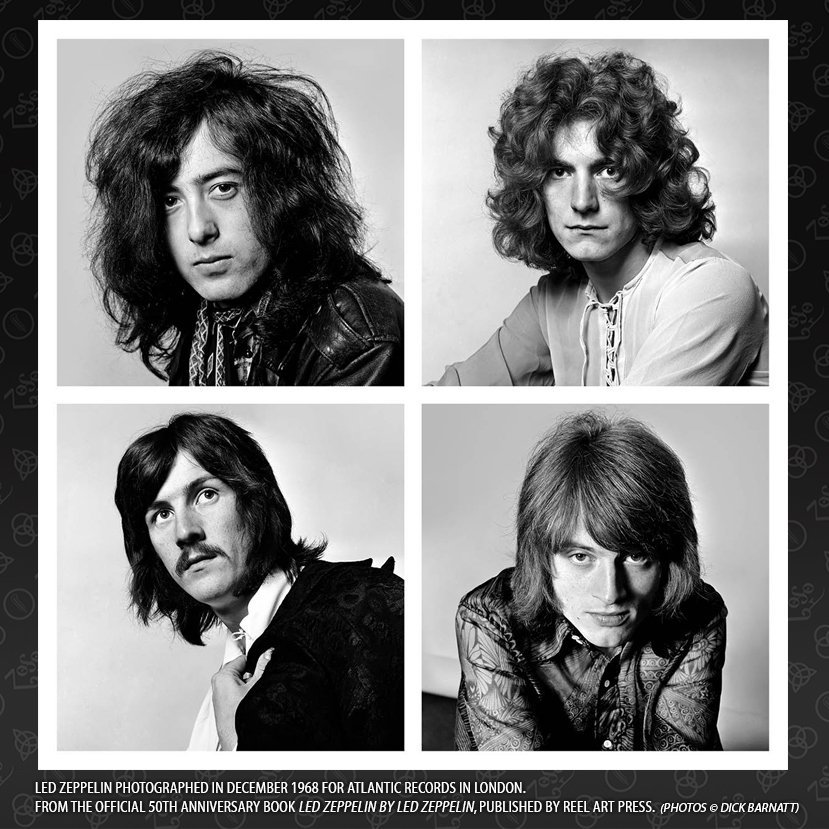 LED ZEPPELIN PHOTOGRAPHED IN DECEMBER 1968 FOR ATLANTIC RECORDS IN LONDON.
FROM THE OFFICIAL 50TH ANNIVERSARY BOOK LED ZEPPELIN BY LED ZEPPELIN, PUBLISHED BY REEL ART PRESS. (PHOTOS © DICK BARNATT)